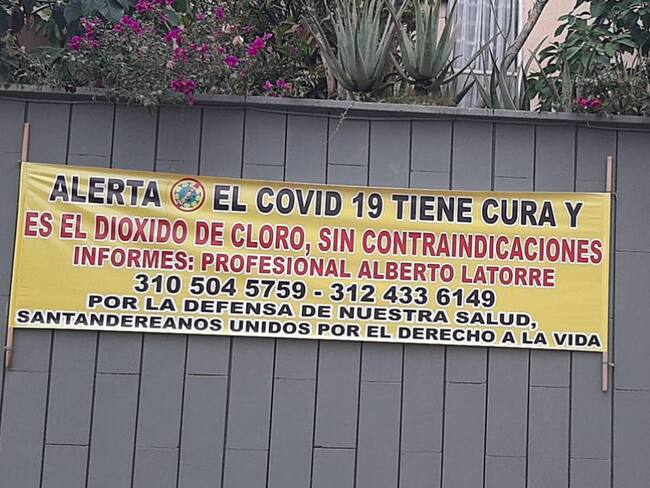 ALERTA EL COVID 19 TIENE CURA Y
ES EL DIOXIDO DE CLORO, SIN CONTRAINDICACIONES
INFORMES: PROFESIONAL ALBERTO LATORRE
310 504 5759 - 312 433 6149
POR LA DEFENSA DE NUESTRA SALUD,
SANTANDEREANOS UNIDOS POR EL DERECHO A LA VIDA